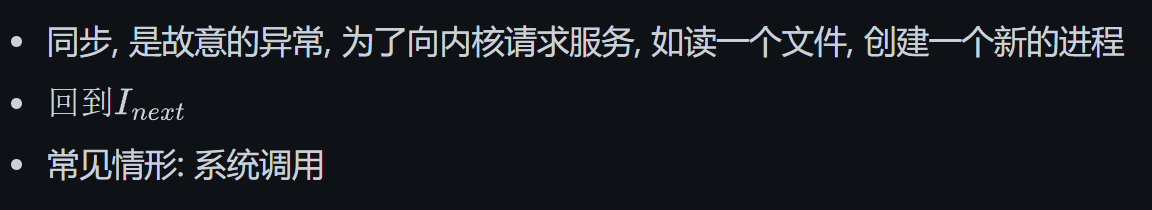 同步, 是故意的异常, 为了向内核请求服务, 如读一个文件, 创建一个新的进程
回到I_{next}
常见情形: 系统调用